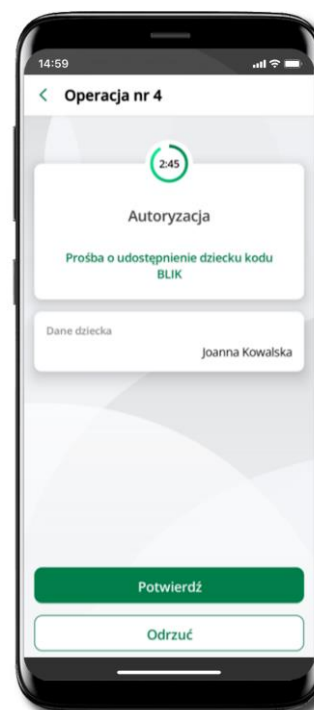 14:59
Operacja nr 4
2:45
Autoryzacja
Prośba o udostępnienie dziecku kodu
BLIK
Dane dziecka
Joanna Kowalska
Potwierdź
Odrzuć